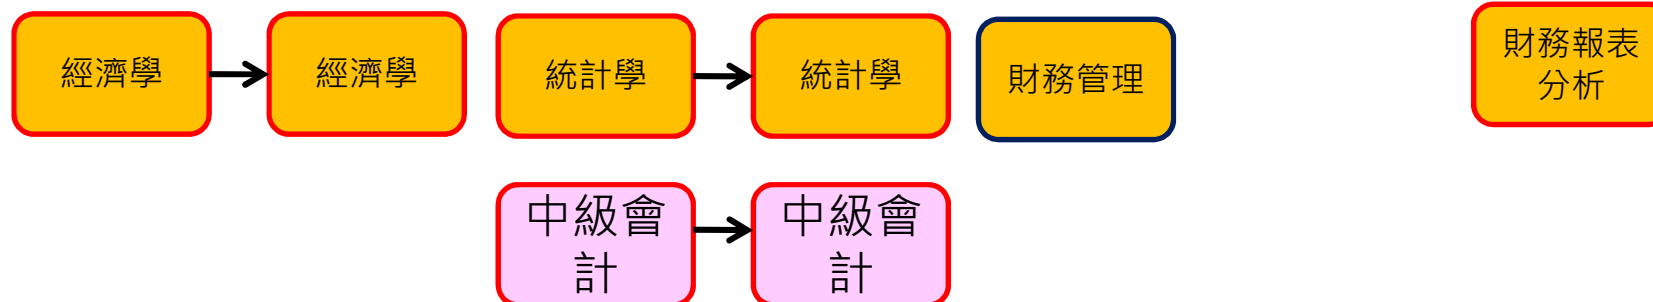 經濟學
經濟學
統計學
統計學
財務管理
財務報表
分析
中級會
計
中級會
計